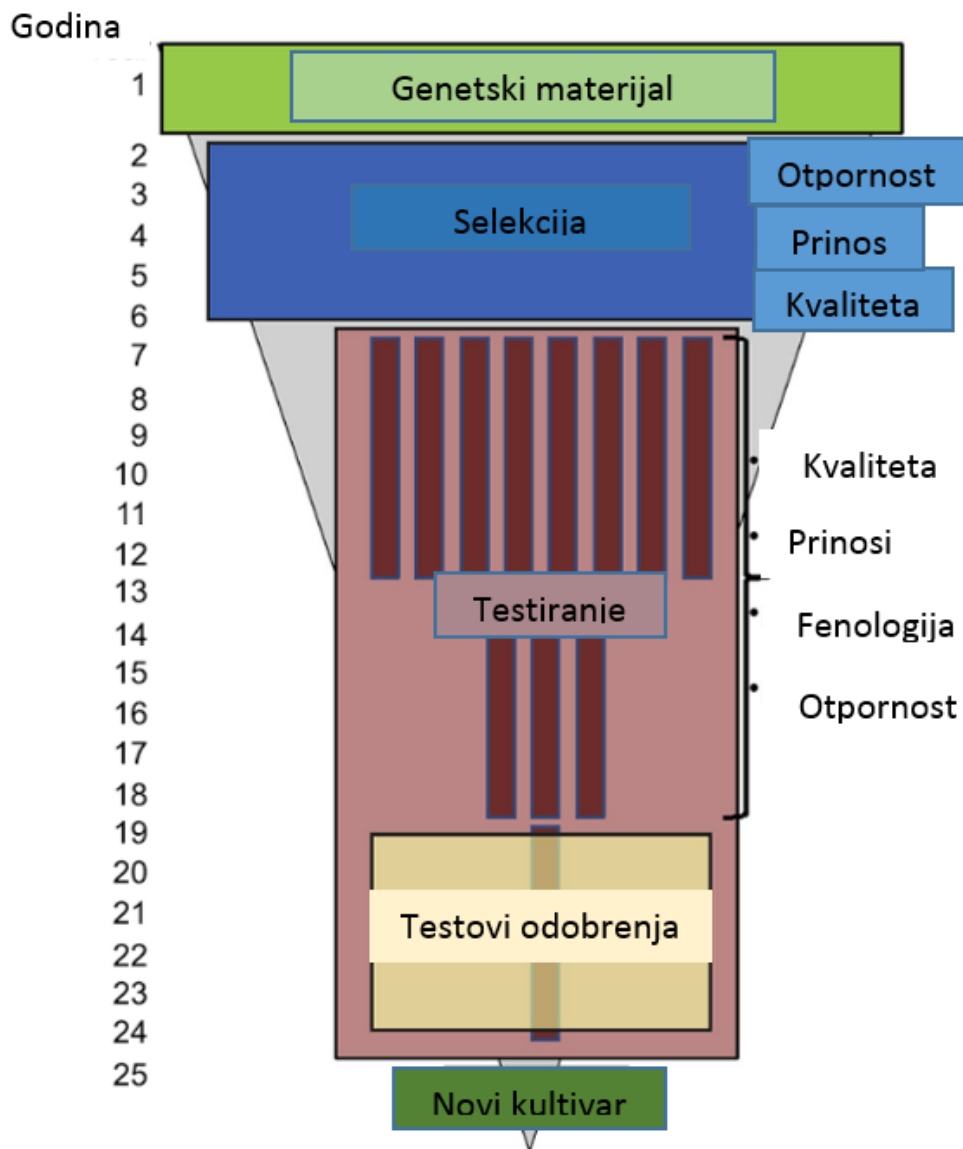 Godina
1
Genetski materijal
2
Otpornost
3
Selekcija
4
Prinos
5
Kvaliteta
6
7
8
9
Kvaliteta
10
11
Prinosi
12
13
Testiranje
Fenologija
14
15
Otpornost
16
17
18
19
20
21
Testovi odobrenja
22
23
24
25
Novi kultivar